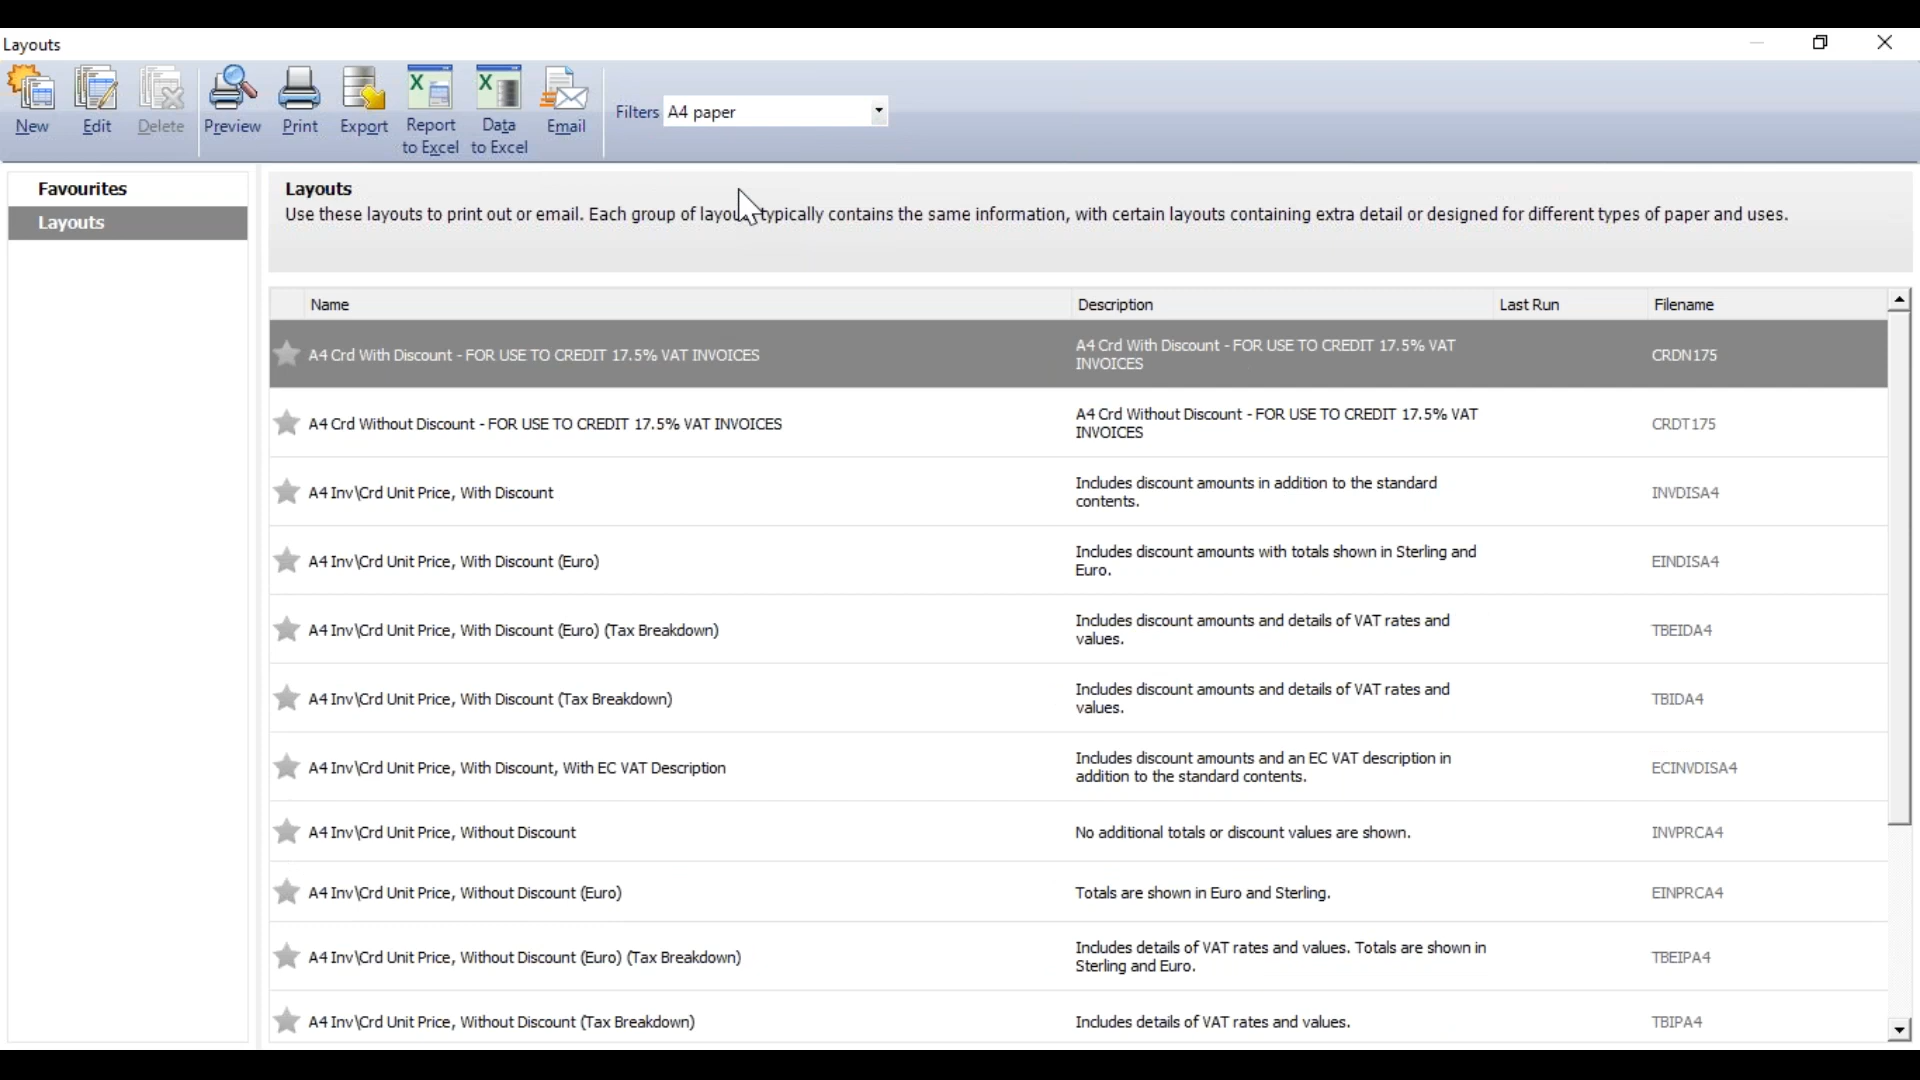 Layouts
New Edit Delete Preview Print Export Report to Excel Data to Excel Email Filters A4 paper
Favourites
Layouts
Layouts
Use these layouts to print out or email. Each group of typically contains the same information, with certain layouts containing extra detail or designed for different types of paper and uses.
Name Description Last Run Filename
A4 Crd With Discount - FOR USE TO CREDIT 17.5% VAT INVOICES
A4 Crd With Discount - FOR USE TO CREDIT 17.5% VAT
INVOICES
CRDN175
A4 Crd Without Discount - FOR USE TO CREDIT 17.5% VAT INVOICES
A4 Crd Without Discount - FOR USE TO CREDIT 17.5% VAT
INVOICES
CRDT175
A4 Inv\Crd Unit Price, With Discount
Includes discount amounts in addition to the standard
contents.
INVDISA4
A4 Inv\Crd Unit Price, With Discount (Euro)
Includes discount amounts with totals shown in Sterling and
Euro.
EINDISA4
A4 Inv\Crd Unit Price, With Discount (Euro) (Tax Breakdown)
Includes discount amounts and details of VAT rates and
values.
TBEIDA4
A4 Inv\Crd Unit Price, With Discount (Tax Breakdown)
Includes discount amounts and details of VAT rates and
values.
TBIDA4
A4 Inv\Crd Unit Price, With Discount, With EC VAT Description
Includes discount amounts and an EC VAT description in
addition to the standard contents.
ECINVDISA4
A4 Inv\Crd Unit Price, Without Discount
No additional totals or discount values are shown.
INVPRCA4
A4 Inv\Crd Unit Price, Without Discount (Euro)
Totals are shown in Euro and Sterling.
EINPRCA4
A4 Inv\Crd Unit Price, Without Discount (Euro) (Tax Breakdown)
Includes details of VAT rates and values. Totals are shown in
Sterling and Euro.
TBEIPA4
A4 Inv\Crd Unit Price, Without Discount (Tax Breakdown)
Includes details of VAT rates and values.
TBIPA4